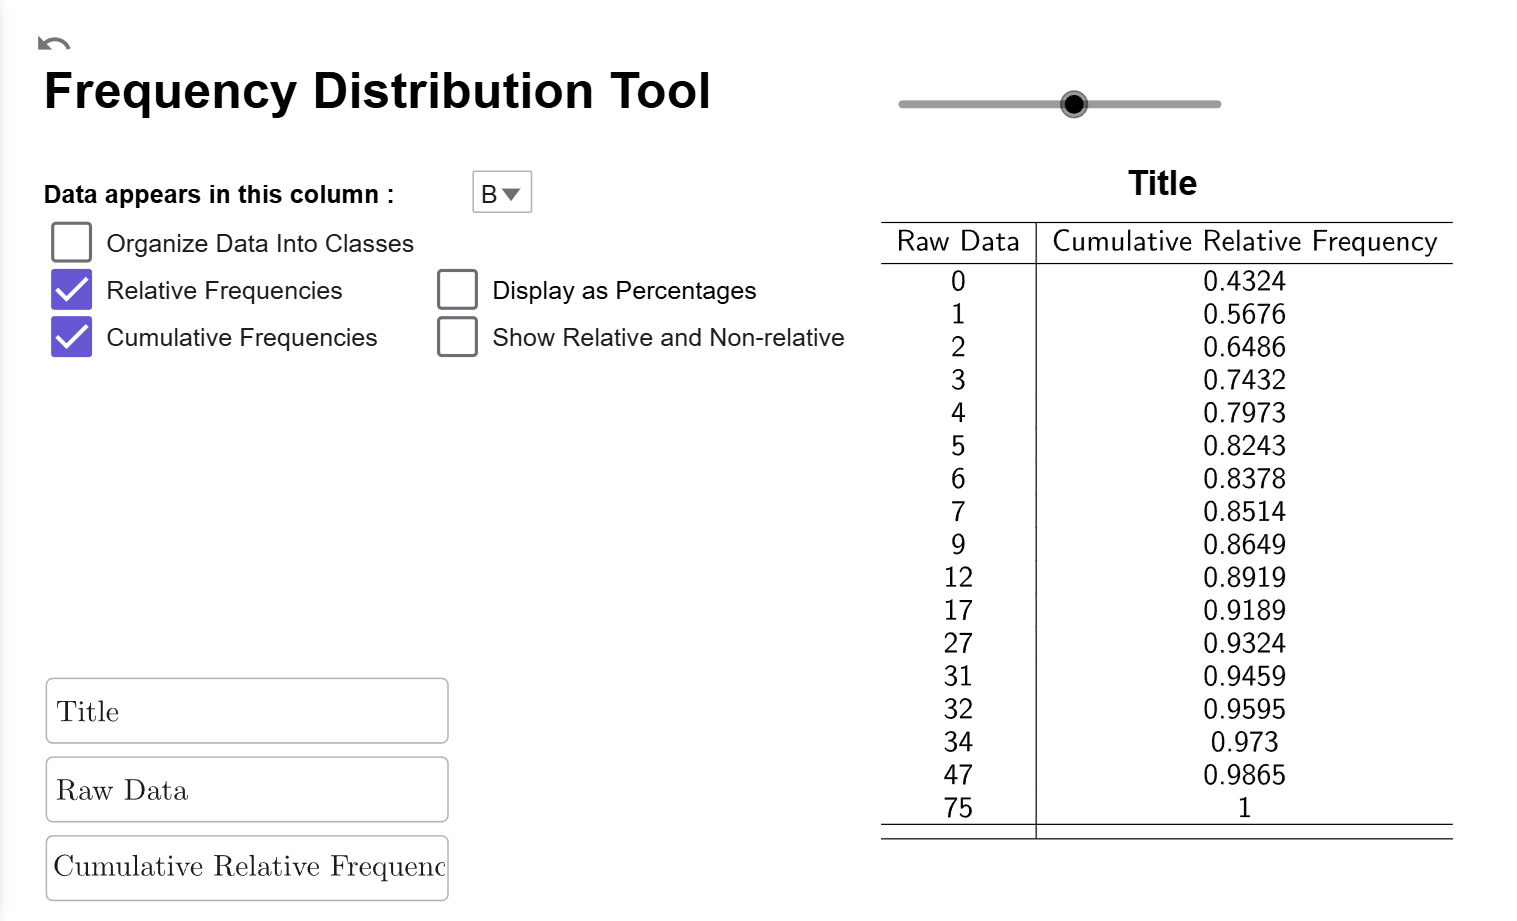 Frequency Distribution Tool
Data appears in this column :
B
Organize Data Into Classes
Relative Frequencies
Display as Percentages
Cumulative Frequencies
Show Relative and Non-relative
Title
Raw Data
Cumulative Relative Frequenc
Title
Raw Data Cumulative Relative Frequency
0 0.4324
1 0.5676
2 0.6486
3 0.7432
4 0.7973
5 0.8243
6 0.8378
7 0.8514
9 0.8649
12 0.8919
17 0.9189
27 0.9324
31 0.9459
32 0.9595
34 0.973
47 0.9865
75 1